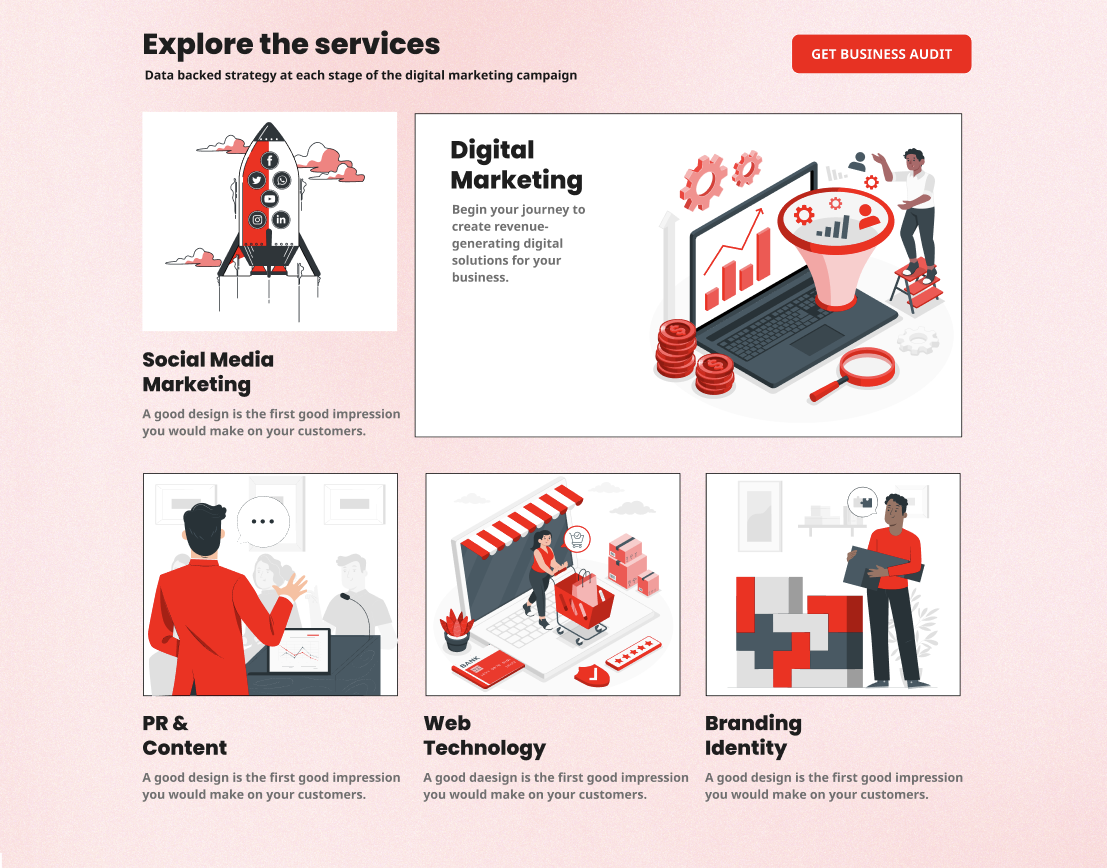 Explore the services
Data backed strategy at each stage of the digital marketing campaign
GET BUSINESS AUDIT
Digital
Marketing
Begin your journey to
create revenue-
generating digital
solutions for your
business.
Social Media
Marketing
A good design is the first good impression
you would make on your customers.
BANK
PR &
Content
A good design is the first good impression
you would make on your customers.
Web
Technology
A good daesign is the first good impression
you would make on your customers.
Branding
Identity
A good design is the first good impression
you would make on your customers.